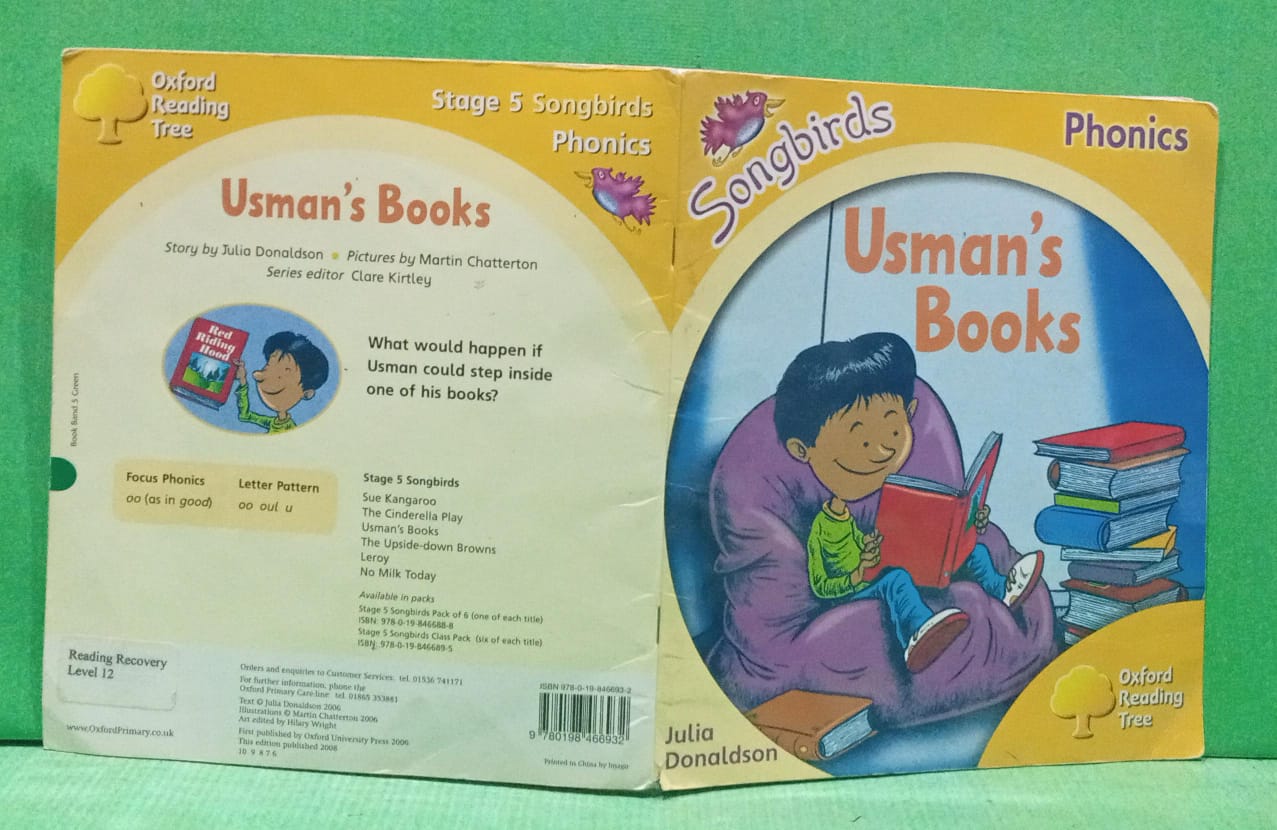 Oxford
Reading
Tree
Stage 5 Songbirds
Phonics
Usman's Books
Story by Julia Donaldson • Pictures by Martin Chatterton
Series editor Clare Kirtley
Red
Riding
Hood
What would happen if
Usman could step inside
one of his books?
Book Band 5 Green
Focus Phonics
oo (as in good)
Letter Pattern
oo oul u
Stage 5 Songbirds
Sue Kangaroo
The Cinderella Play
Usman's Books
The Upside-down Browns
Leroy
No Milk Today
Available in packs
Stage 5 Songbirds Pack of 6 (one of each title)
ISBN: 978-0-19-846688-8
Stage 5 Songbirds Class Pack (six of each title)
ISBN: 978-0-19-846689-5
Reading Recovery
Level 12
www.OxfordPrimary.co.uk
Orders and enquiries to Customer Services. tel. 01536 741171
For further information, phone the
Oxford Primary Care-line tel. 01865 353881
Text © Julia Donaldson 2006
Illustrations © Martin Chatterton 2006
Art edited by Hilary Wright
First published by Oxford University Press 2006
This edition published 2008
10 9 8 7 6
ISBN 978-0-19-846693-2
9 780198 466932
Printed in China by Imago
Songbirds
Phonics
Usman's
Books
Julia
Donaldson
Oxford
Reading
Tree